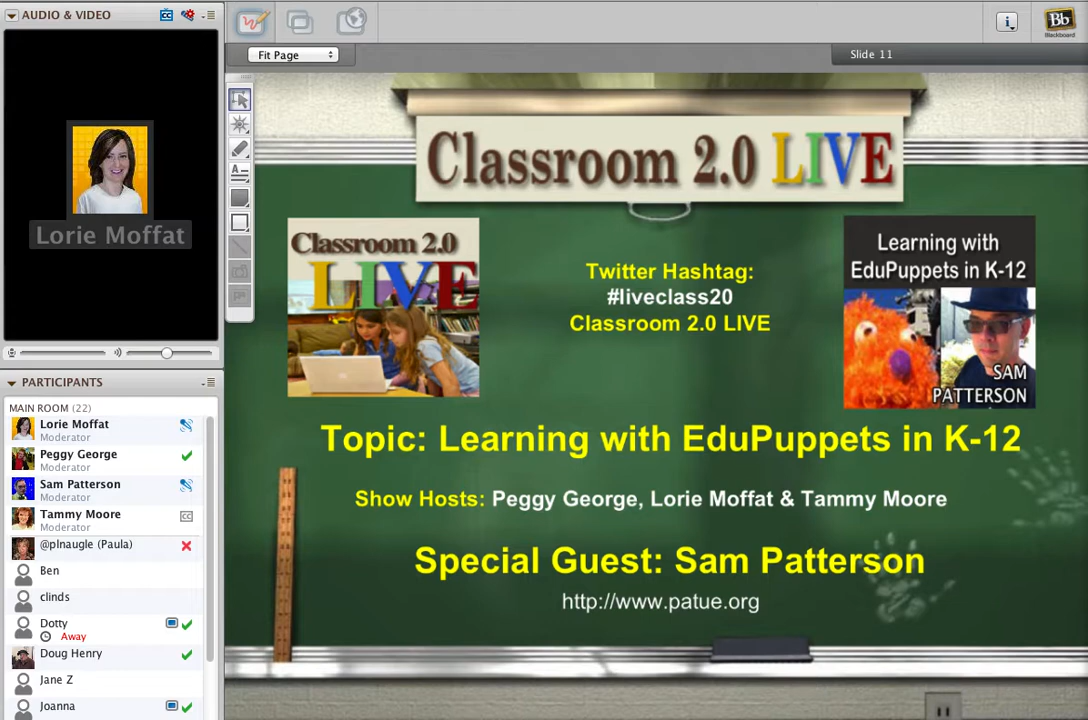 AUDIO & VIDEO
Lorie Moffat
PARTICIPANTS
MAIN ROOM (22)
Lorie Moffat
Moderator
Peggy George
Moderator
Sam Patterson
Moderator
Tammy Moore
Moderator
@plnaugle (Paula)
Ben
clinds
Dotty
Away
Doug Henry
Jane Z
Joanna
Fit Page
Slide 11
Bb
Blackboard
Classroom 2.0 LIVE
Classroom 2.0
LIVE
Twitter Hashtag:
#liveclass20
Classroom 2.0 LIVE
Learning with
EduPuppets in K-12
SAM
PATTERSON
Topic: Learning with EduPuppets in K-12
Show Hosts: Peggy George, Lorie Moffat & Tammy Moore
Special Guest: Sam Patterson
http://www.patue.org